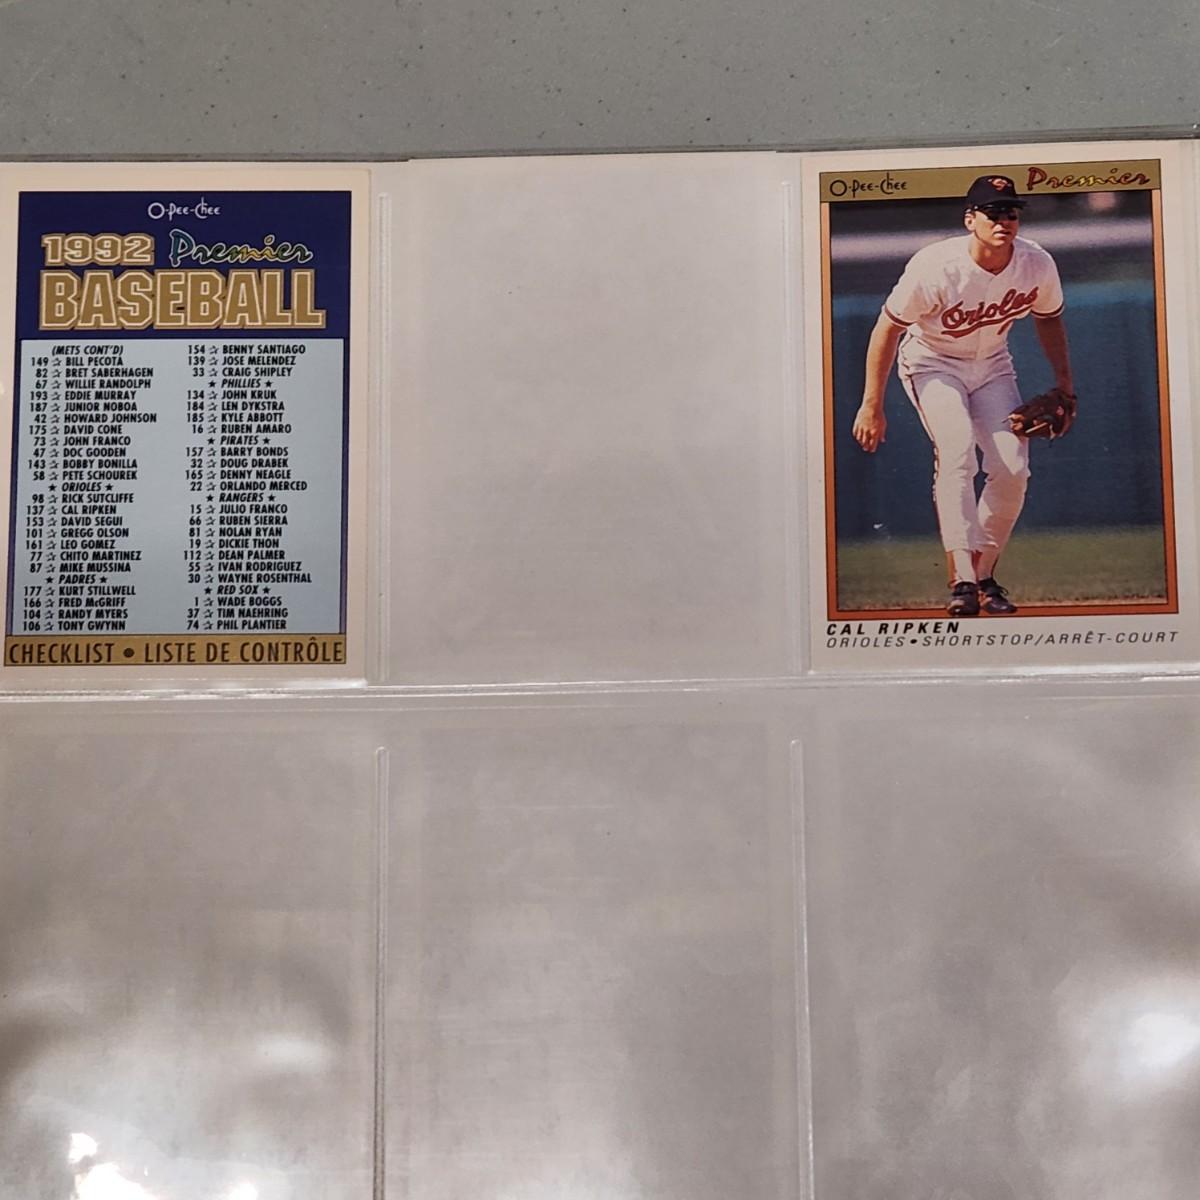 O-Pee-Chee
1992 Premier
BASEBALL
(METS CONT'D)
149 ☆ BILL PECOTA
82 ☆ BRET SABERHAGEN
67 ☆ WILLIE RANDOLPH
193 ☆ EDDIE MURRAY
187 ☆ JUNIOR NOBOA
42 ☆ HOWARD JOHNSON
175 ☆ DAVID CONE
73 ☆ JOHN FRANCO
47 ☆ DOC GOODEN
143 ☆ BOBBY BONILLA
58 ☆ PETE SCHOUREK
★ ORIOLES ★
98 ☆ RICK SUTCLIFFE
137 ☆ CAL RIPKEN
153 ☆ DAVID SEGUI
101 ☆ GREGG OLSON
161 ☆ LEO GOMEZ
77 ☆ CHITO MARTINEZ
87 ☆ MIKE MUSSINA
★ PADRES ★
177 ☆ KURT STILLWELL
166 ☆ FRED McGRIFF
104 ☆ RANDY MYERS
106 ☆ TONY GWYNN
154 ☆ BENNY SANTIAGO
139 ☆ JOSE MELENDEZ
33 ☆ CRAIG SHIPLEY
★ PHILLIES ★
134 ☆ JOHN KRUK
184 ☆ LEN DYKSTRA
185 ☆ KYLE ABBOTT
16 ☆ RUBEN AMARO
★ PIRATES ★
157 ☆ BARRY BONDS
32 ☆ DOUG DRABEK
165 ☆ DENNY NEAGLE
22 ☆ ORLANDO MERCED
★ RANGERS ★
15 ☆ JULIO FRANCO
66 ☆ RUBEN SIERRA
81 ☆ NOLAN RYAN
19 ☆ DICKIE THON
112 ☆ DEAN PALMER
55 ☆ IVAN RODRIGUEZ
30 ☆ WAYNE ROSENTHAL
★ RED SOX ★
1 ☆ WADE BOGGS
37 ☆ TIM NAEHRING
74 ☆ PHIL PLANTIER
CHECKLIST • LISTE DE CONTRÔLE
O-Pee-Chee Premier
Orioles
CAL RIPKEN
ORIOLES • SHORTSTOP/ARRÊT-COURT